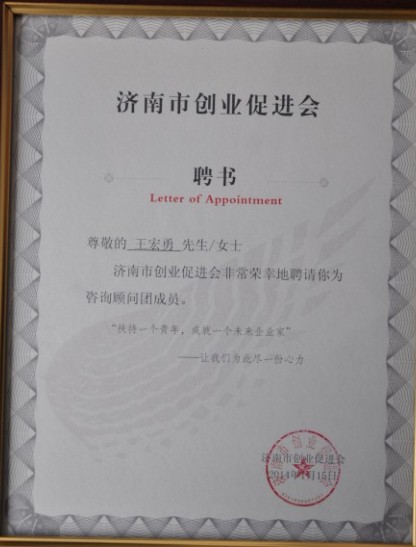 济南市创业促进会
聘书
Letter of Appointment
尊敬的 王宏勇 先生/女士
济南市创业促进会非常荣幸地聘请你为
咨询顾问团成员。
“扶持一个青年，成就一个未来企业家”
——让我们为此尽一份心力
济南市创业促进会